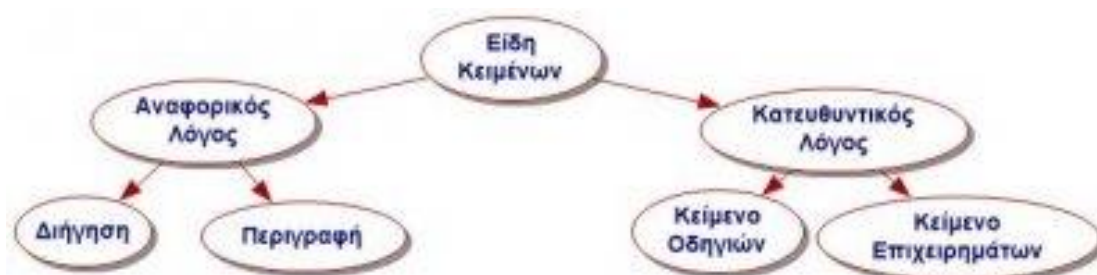 Είδη
Κειμένων
Αναφορικός
Λόγος
Κατευθυντικός
Λόγος
Διήγηση
Περιγραφή
Κείμενο
Οδηγιών
Κείμενο
Επιχειρημάτων